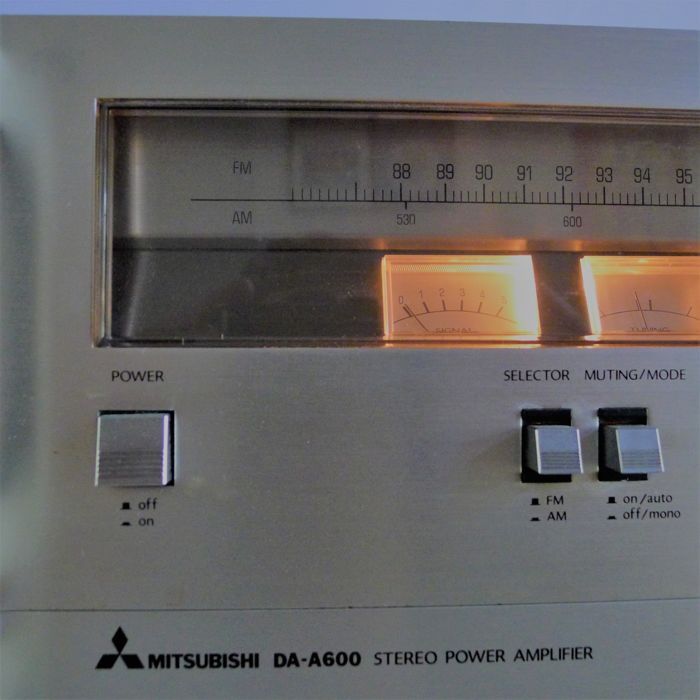 FM 88 89 90 91 92 93 94 95
AM 530 600
0 1 2 3 4 5
SIGNAL TUNING
POWER SELECTOR MUTING/MODE
off FM on/auto
on AM off/mono
MITSUBISHI DA-A600 STEREO POWER AMPLIFIER